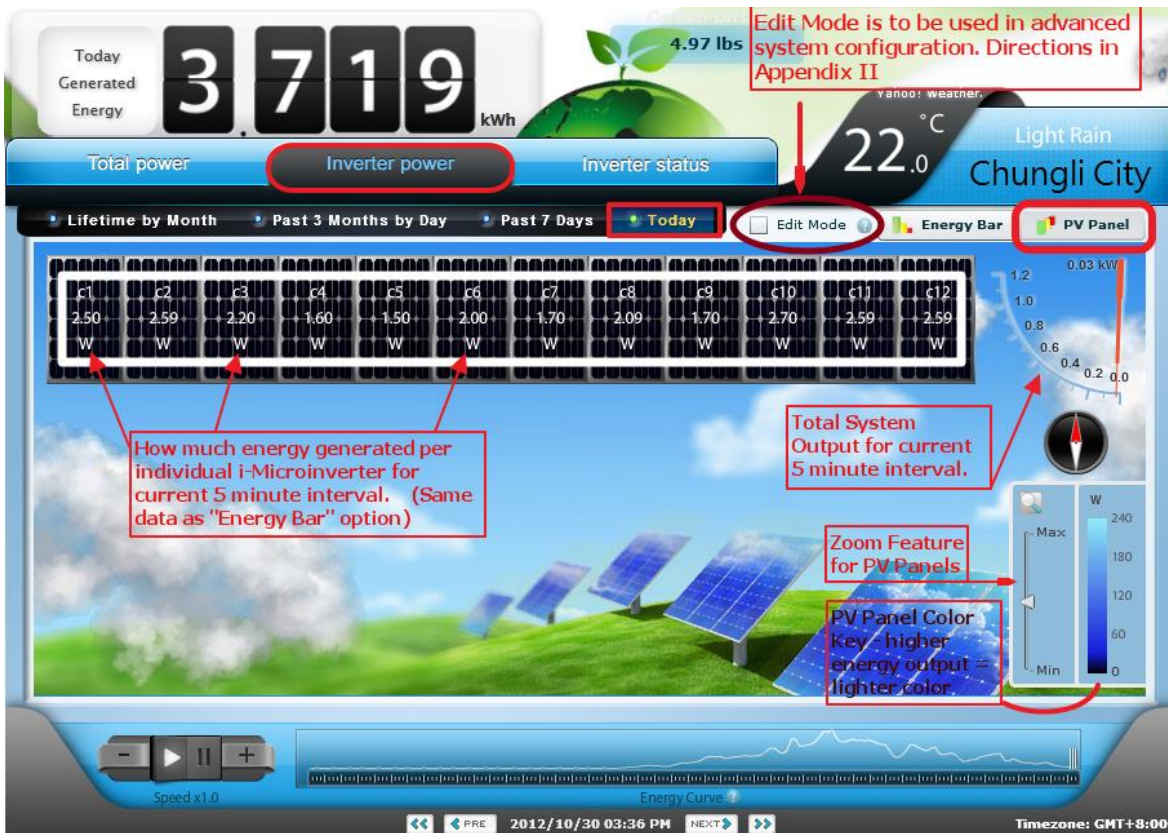 Today
Generated
Energy
3.719
kWh
4.97 lbs
Edit Mode is to be used in advanced
system configuration. Directions in
Appendix II
Yahoo! Weather.
22.0 °C
Light Rain
Chungli City
Total power
Inverter power
Inverter status
Lifetime by Month
Past 3 Months by Day
Past 7 Days
Today
Edit Mode ?
Energy Bar
PV Panel
c1 c2 c3 c4 c5 c6 c7 c8 c9 c10 c11 c12
2.50 2.59 2.20 1.60 1.50 2.00 1.70 2.09 1.70 2.70 2.59 2.59
W W W W W W W W W W W W
0.03 kW
1.2
1.0
0.8
0.6
0.4
0.2
0.0
How much energy generated per
individual i-Microinverter for
current 5 minute interval. (Same
data as "Energy Bar" option)
Total System
Output for current
5 minute interval.
Zoom Feature
for PV Panels
PV Panel Color
Key - higher
energy output =
lighter color
Max
Min
W
240
180
120
60
0
- +
Speed x1.0
Energy Curve ?
PRE 2012/10/30 03:36 PM NEXT
Timezone: GMT+8:00